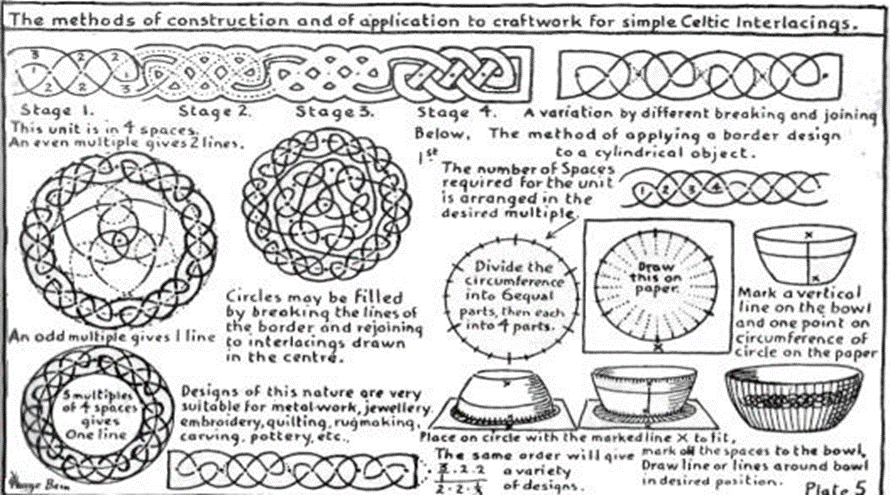 The methods of construction and of application to craftwork for simple Celtic Interlacings.
3 2 2
1 1 2
2 2 3
Stage 1. Stage 2. Stage 3. Stage 4.
A variation by different breaking and joining
This unit is in 4 spaces.
An even multiple gives 2 lines.
Below, The method of applying a border design
to a cylindrical object.
1st
The number of Spaces
required for the unit
is arranged in the
desired multiple.
1 2 3 4
Divide the
circumference
into 6 equal
parts, then each
into 4 parts.
Draw
this on
paper.
X
X
X
Mark a vertical
line on the bowl
and one point on
circumference of
circle on the paper
Circles may be filled
by breaking the lines of
the border and rejoining
to interlacings drawn
in the centre.
An odd multiple gives 1 line
5 multiples
of 4 spaces
gives
One line
Designs of this nature are very
suitable for metal-work, jewellery,
embroidery, quilting, rugmaking,
carving, pottery, etc.,
Place on circle with the marked line X to fit,
mark off the spaces to the bowl,
Draw line or lines around bowl
in desired position.
The same order will give
3.2.2
a variety
of designs.
Plate 5